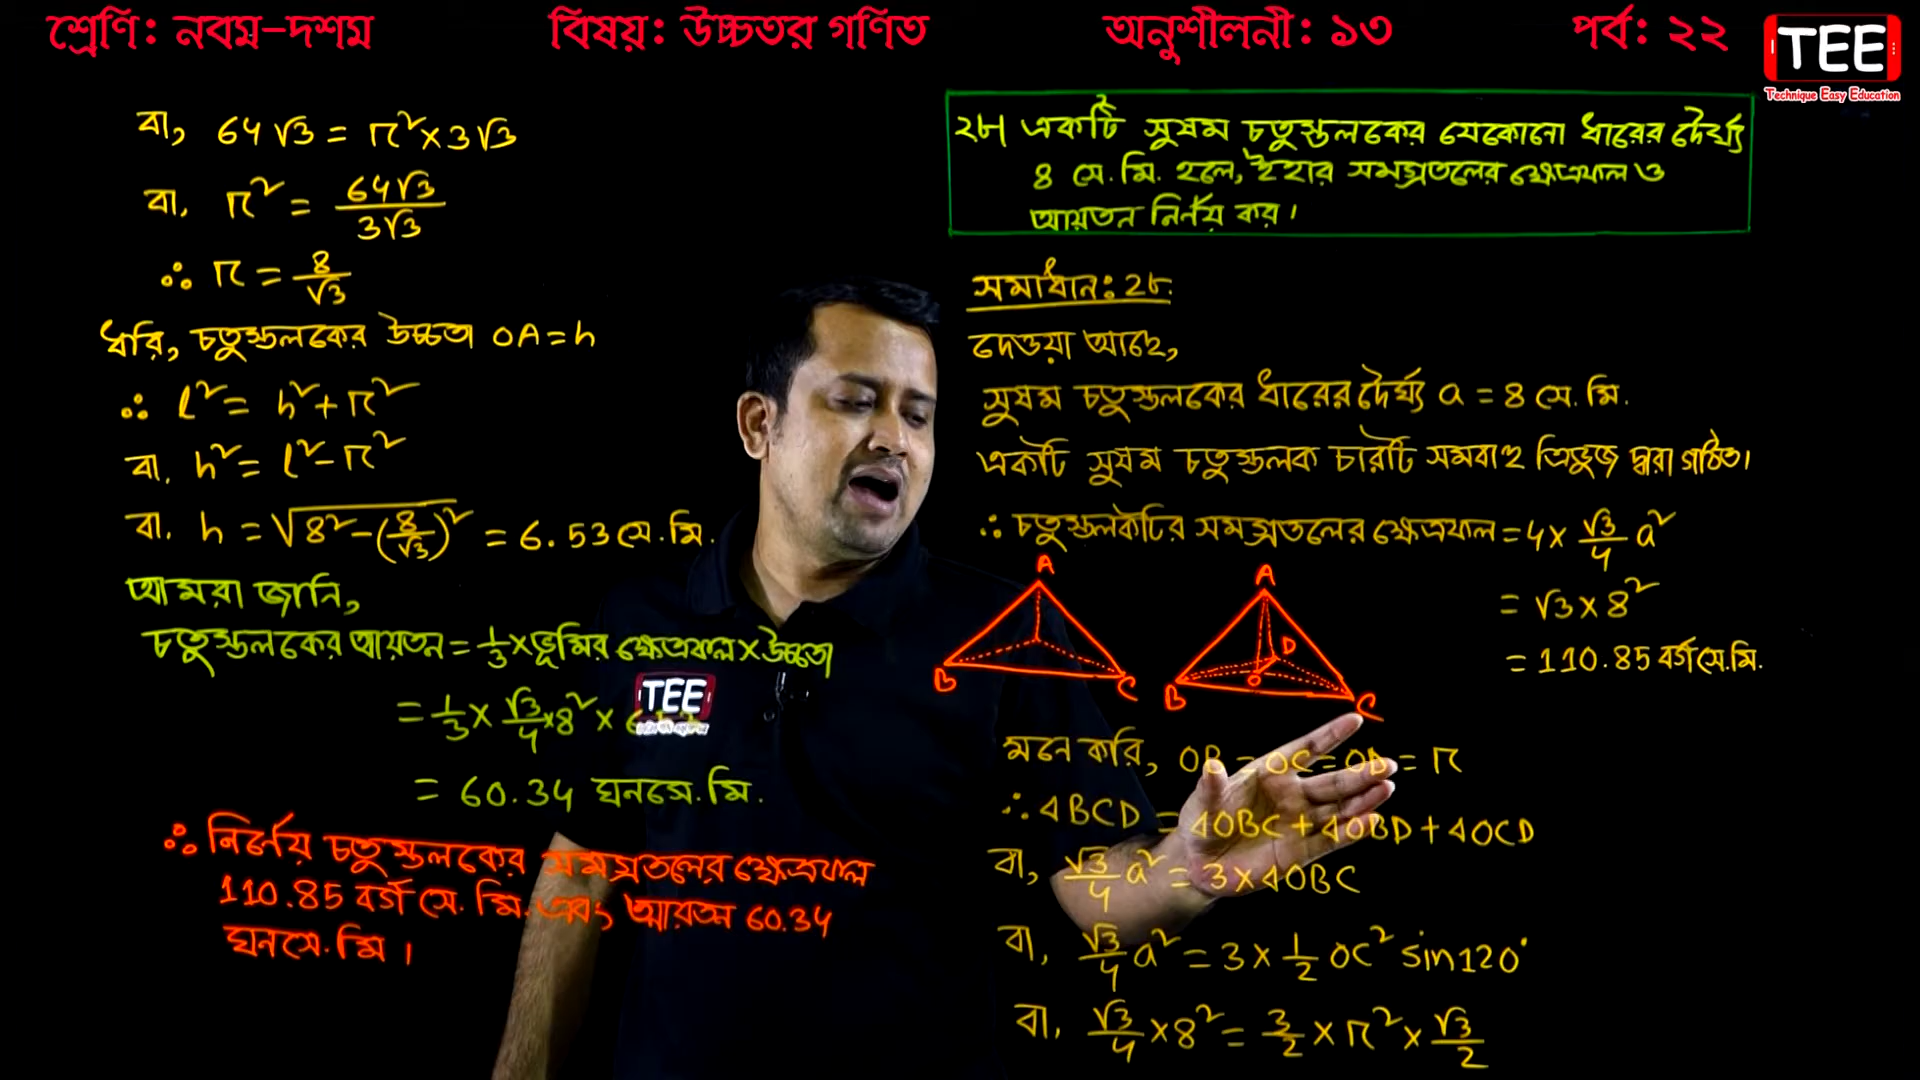 শ্রেণি: নবম-দশম বিষয়: উচ্চতর গণিত অনুশীলনী: ১৩ পর্ব: ২২
TEE
Technique Easy Education
২৮। একটি সুষম চতুস্তলকের যেকোনো ধারের দৈর্ঘ্য
8 সে.মি. হলে, ইহার সমগ্রতলের ক্ষেত্রফল ও
আয়তন নির্ণয় কর।
সমাধান: ২৮
দেওয়া আছে,
সুষম চতুস্তলকের ধারের দৈর্ঘ্য a = 8 সে.মি.
একটি সুষম চতুস্তলক চারটি সমবাহু ত্রিভুজ দ্বারা গঠিত।
∴ চতুস্তলকটির সমগ্রতলের ক্ষেত্রফল = 4 × √3/4 a²
= √3 × 8²
= 110.85 বর্গ সে.মি.
A
B C
A
B C D O
মনে করি, OB = OC = OD = r
∴ ΔBCD = ΔOBC + ΔOBD + ΔOCD
বা, √3/4 a² = 3 × ΔOBC
বা, √3/4 a² = 3 × 1/2 OC² sin120°
বা, √3/4 × 8² = 3/2 × r² × √3/2
বা, 64√3 = r² × 3√3
বা, r² = 64√3/3√3
∴ r = 8/√3
ধরি, চতুস্তলকের উচ্চতা OA = h
∴ l² = h² + r²
বা, h² = l² - r²
বা, h = √8² - (8/√3)² = 6.53 সে.মি.
আমরা জানি,
চতুস্তলকের আয়তন = 1/3 × ভূমির ক্ষেত্রফল × উচ্চতা
= 1/3 × √3/4 × 8² ×
TEE
= 60.34 ঘনসে.মি.
∴ নির্ণেয় চতুস্তলকের সমগ্রতলের ক্ষেত্রফল
110.85 বর্গ সে.মি. এবং আয়তন 60.34
ঘনসে.মি।